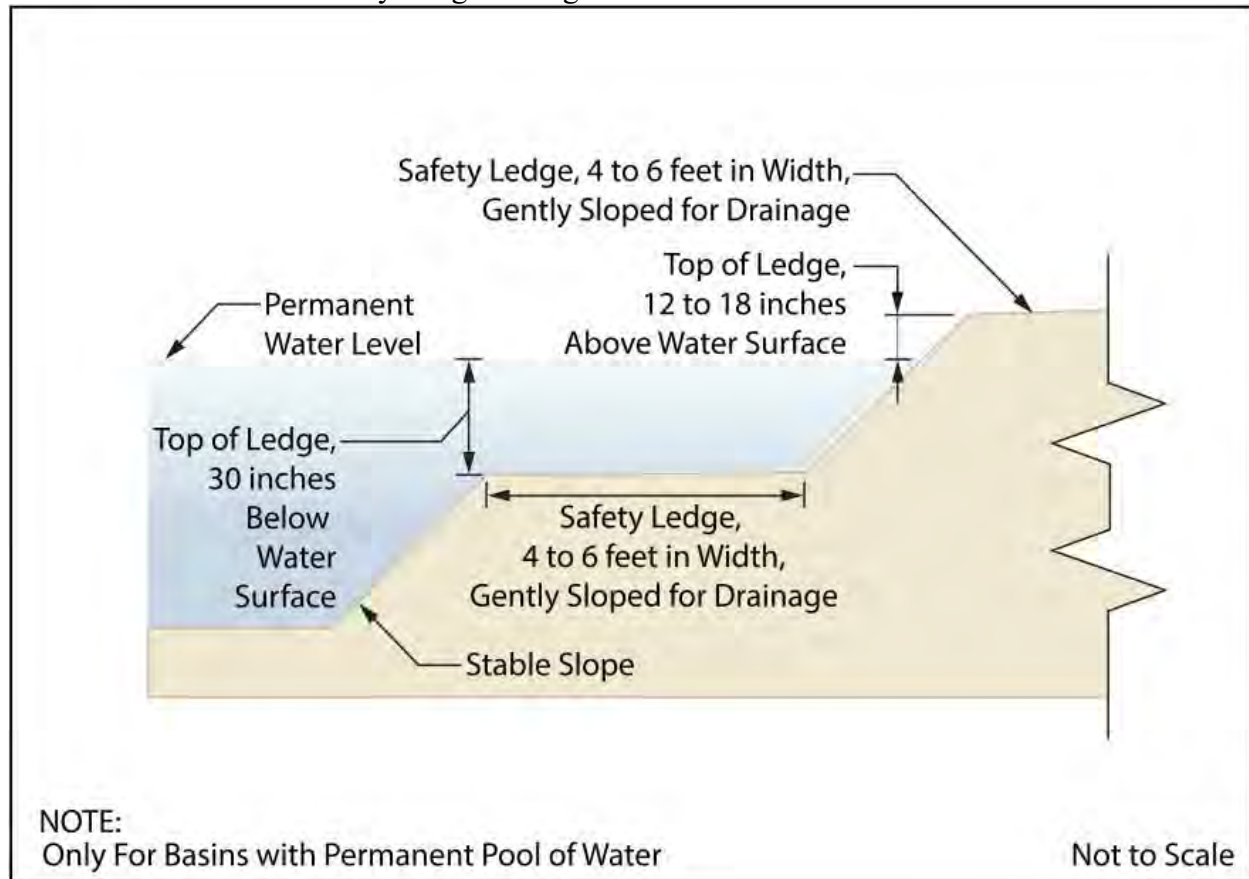 Safety Ledge, 4 to 6 feet in Width,
Gently Sloped for Drainage
Top of Ledge,
12 to 18 inches
Above Water Surface
Permanent
Water Level
Top of Ledge,
30 inches
Below
Water
Surface
Safety Ledge,
4 to 6 feet in Width,
Gently Sloped for Drainage
Stable Slope
NOTE:
Only For Basins with Permanent Pool of Water
Not to Scale